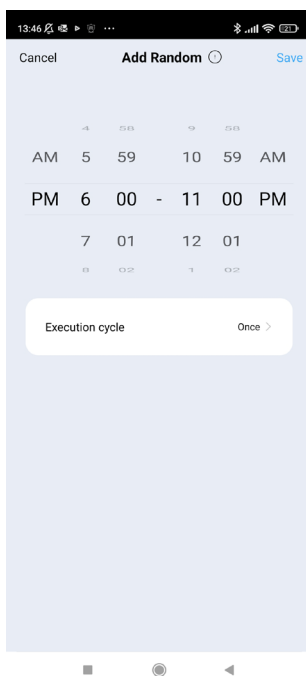 13:46 ... 21
Cancel Add Random Save
4 58 9 58
AM 5 59 10 59 AM
PM 6 00 - 11 00 PM
7 01 12 01
8 02 1 02
Execution cycle Once >